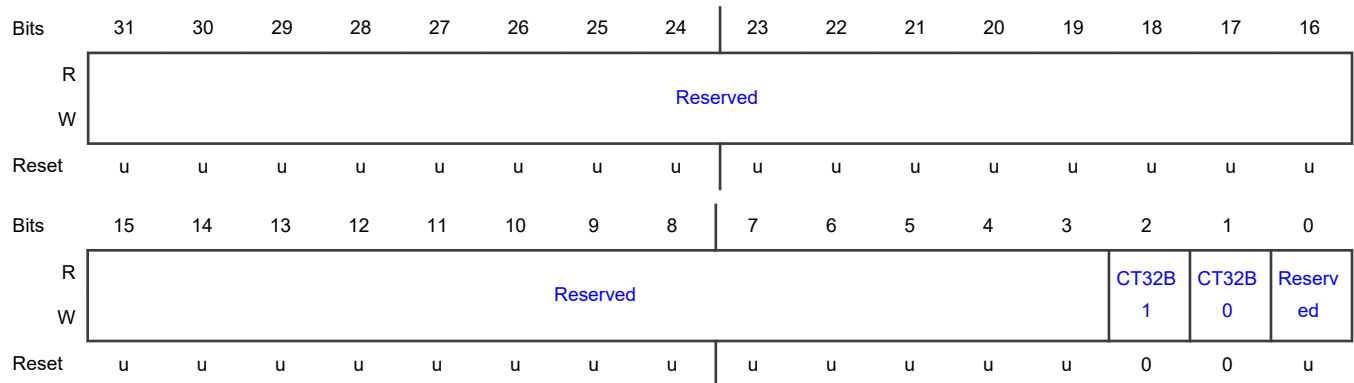 Bits 31 30 29 28 27 26 25 24 23 22 21 20 19 18 17 16
R
Reserved
W
Reset u u u u u u u u u u u u u u u u
Bits 15 14 13 12 11 10 9 8 7 6 5 4 3 2 1 0
R
Reserved CT32B CT32B Reserv
1 0 ed
W
Reset u u u u u u u u u u u u u 0 0 u